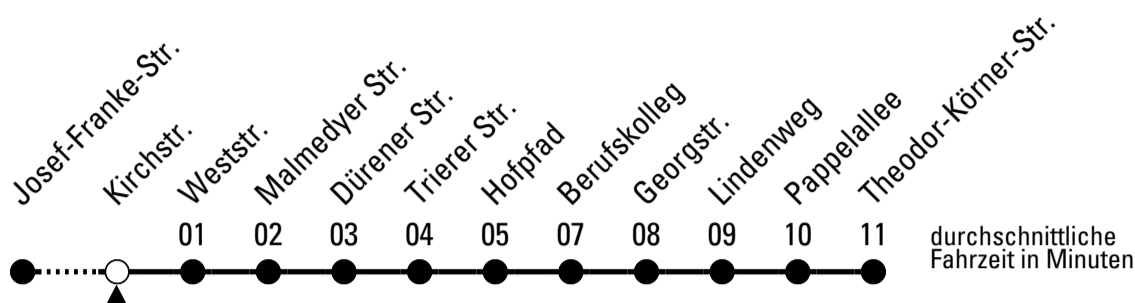 Josef-Franke-Str.
Kirchstr.
Weststr.
Malmedyer Str.
Dürener Str.
Trierer Str.
Hofpfad
Berufskolleg
Georgstr.
Lindenweg
Pappelallee
Theodor-Körner-Str.
01 02 03 04 05 07 08 09 10 11
durchschnittliche
Fahrzeit in Minuten